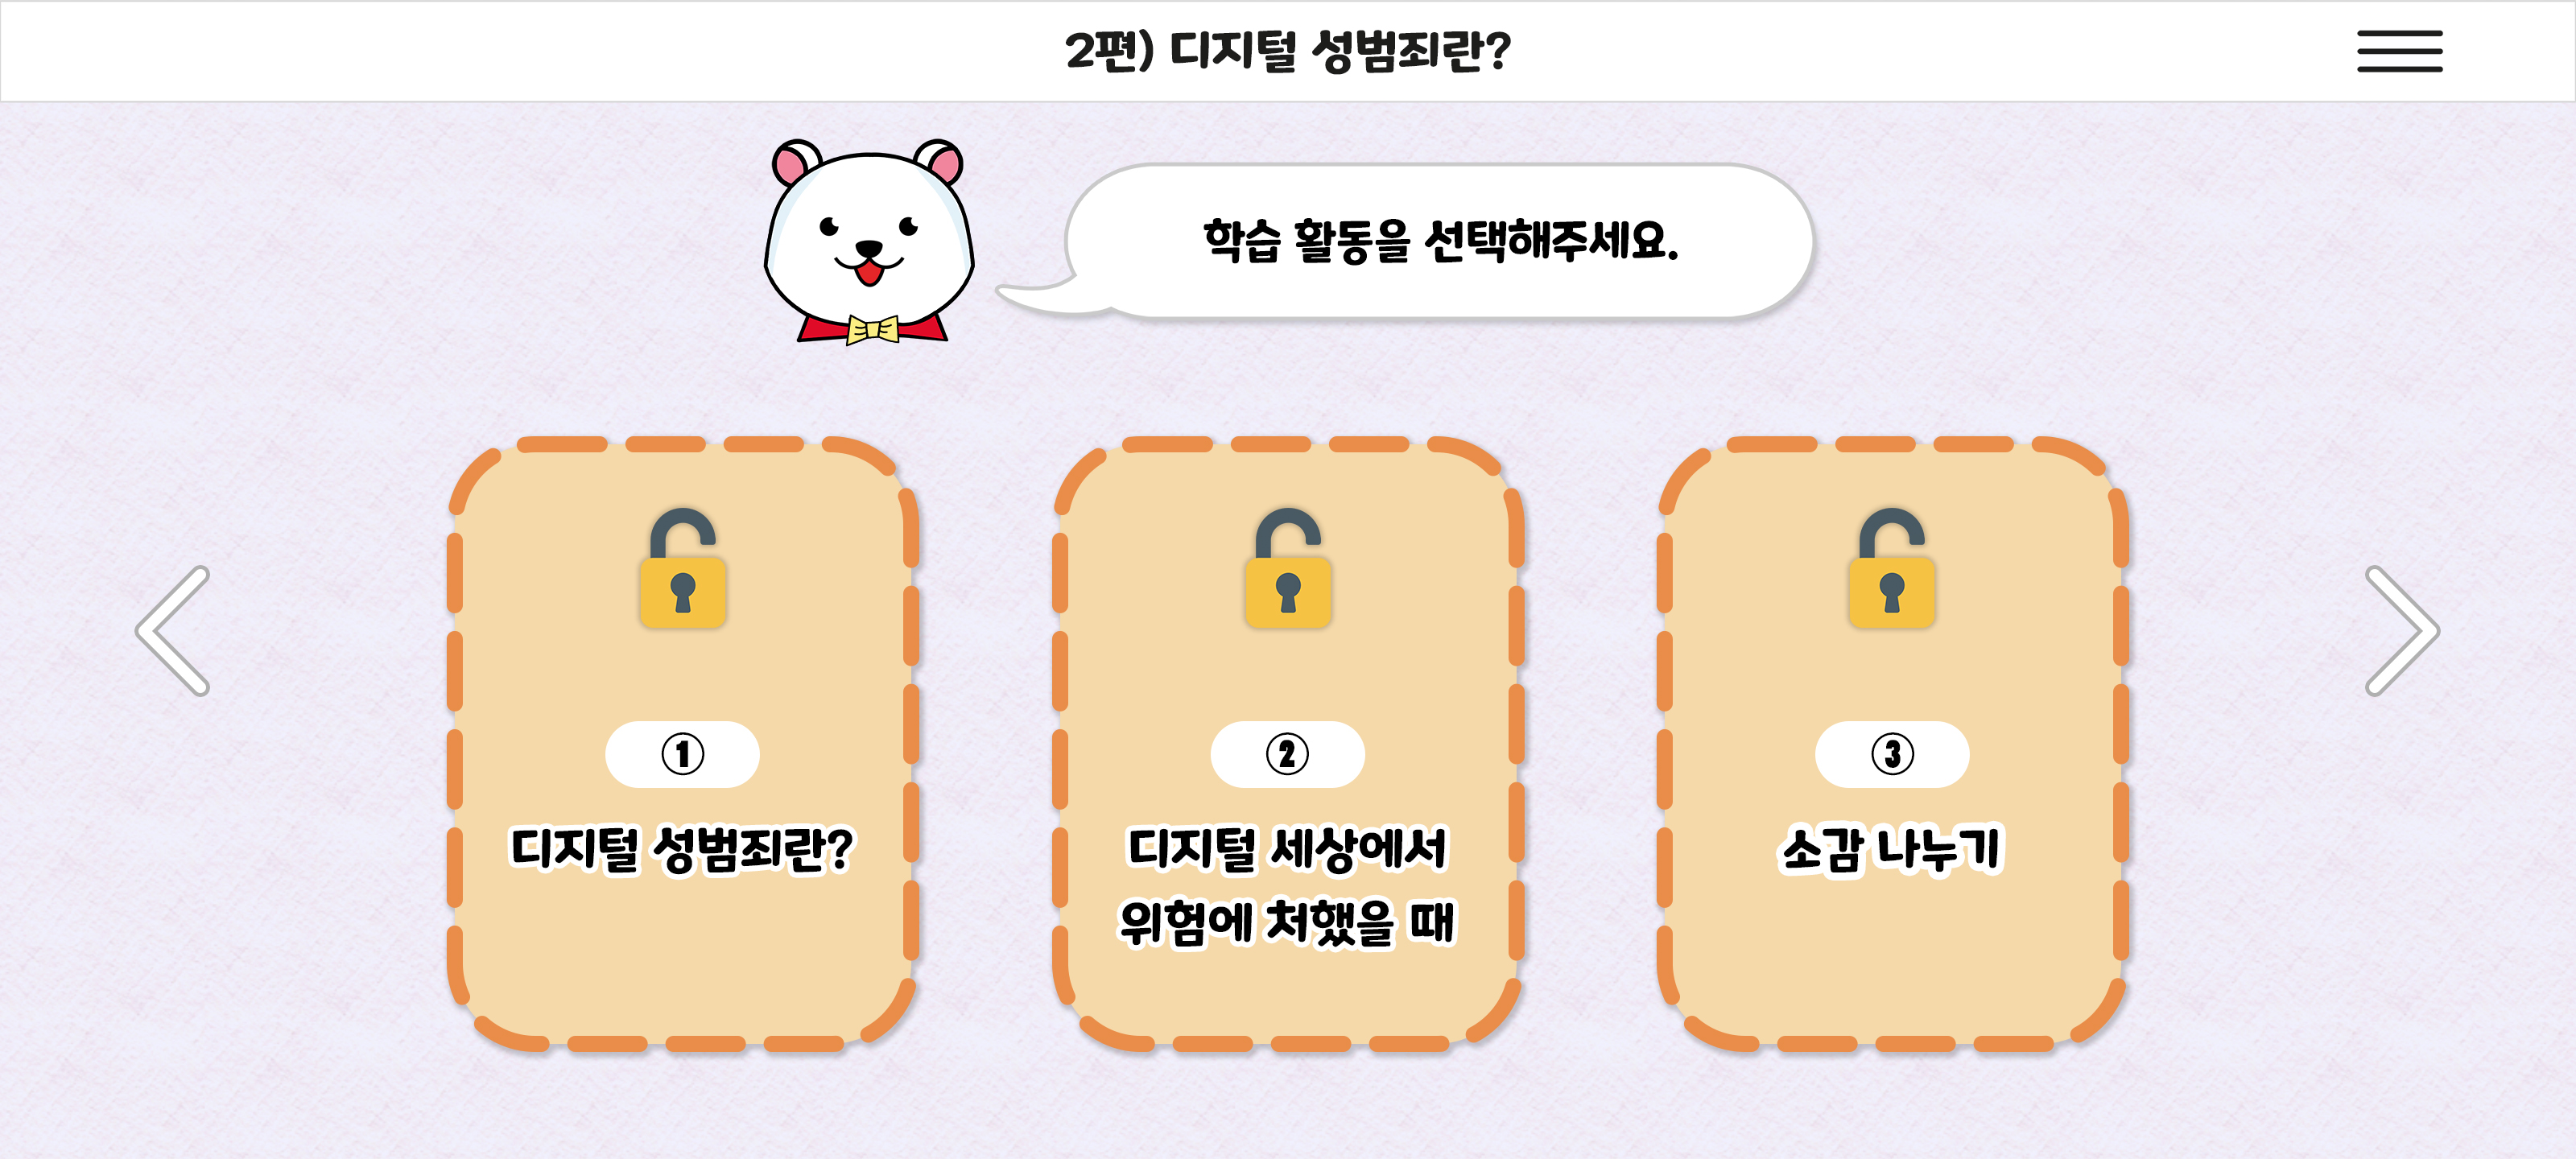 2편) 디지털 성범죄란?
학습 활동을 선택해주세요.
①
디지털 성범죄란?
②
디지털 세상에서
위험에 처했을 때
③
소감 나누기